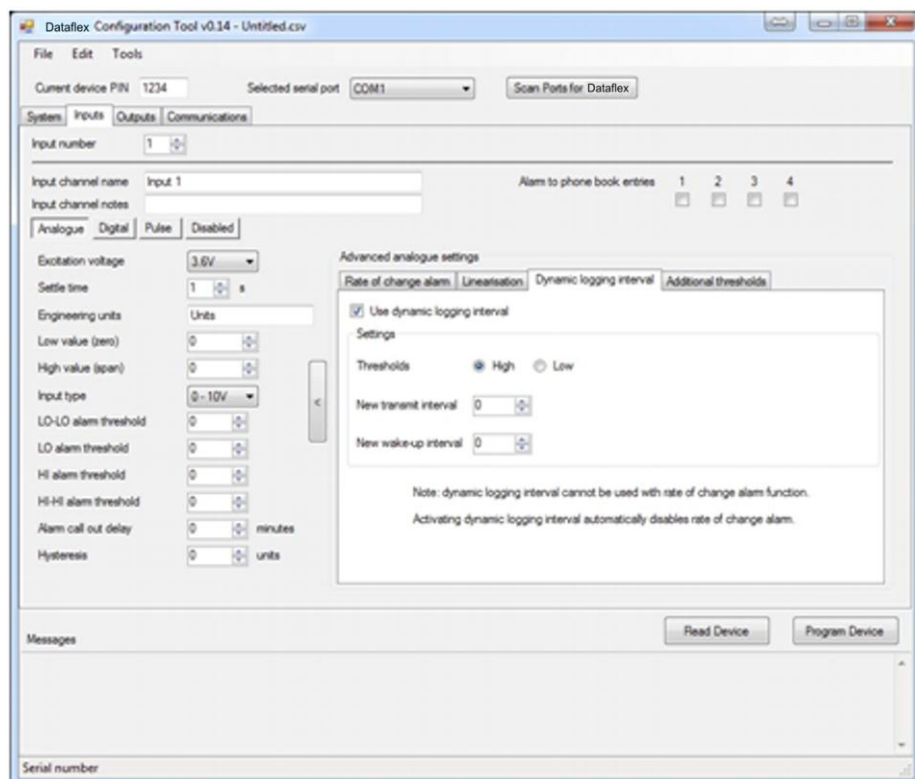 Dataflex Configuration Tool v0.14 - Untitled.csv
File Edit Tools
Current device PIN 1234 Selected serial port COM1 Scan Ports for Dataflex
System Inputs Outputs Communications
Input number 1
Input channel name Input 1 Alarm to phone book entries 1 2 3 4
Input channel notes
Analogue Digital Pulse Disabled
Excitation voltage 3.6V
Settle time 1 s
Engineering units Units
Low value (zero) 0
High value (span) 0
Input type 0 - 10V
LO-LO alarm threshold 0
LO alarm threshold 0
HI alarm threshold 0
HI-HI alarm threshold 0
Alarm call out delay 0 minutes
Hysteresis 0 units
<
Advanced analogue settings
Rate of change alarm Linearisation Dynamic logging interval Additional thresholds
Use dynamic logging interval
Settings
Thresholds High Low
New transmit interval 0
New wake-up interval 0
Note: dynamic logging interval cannot be used with rate of change alarm function.
Activating dynamic logging interval automatically disables rate of change alarm.
Messages Read Device Program Device
Serial number